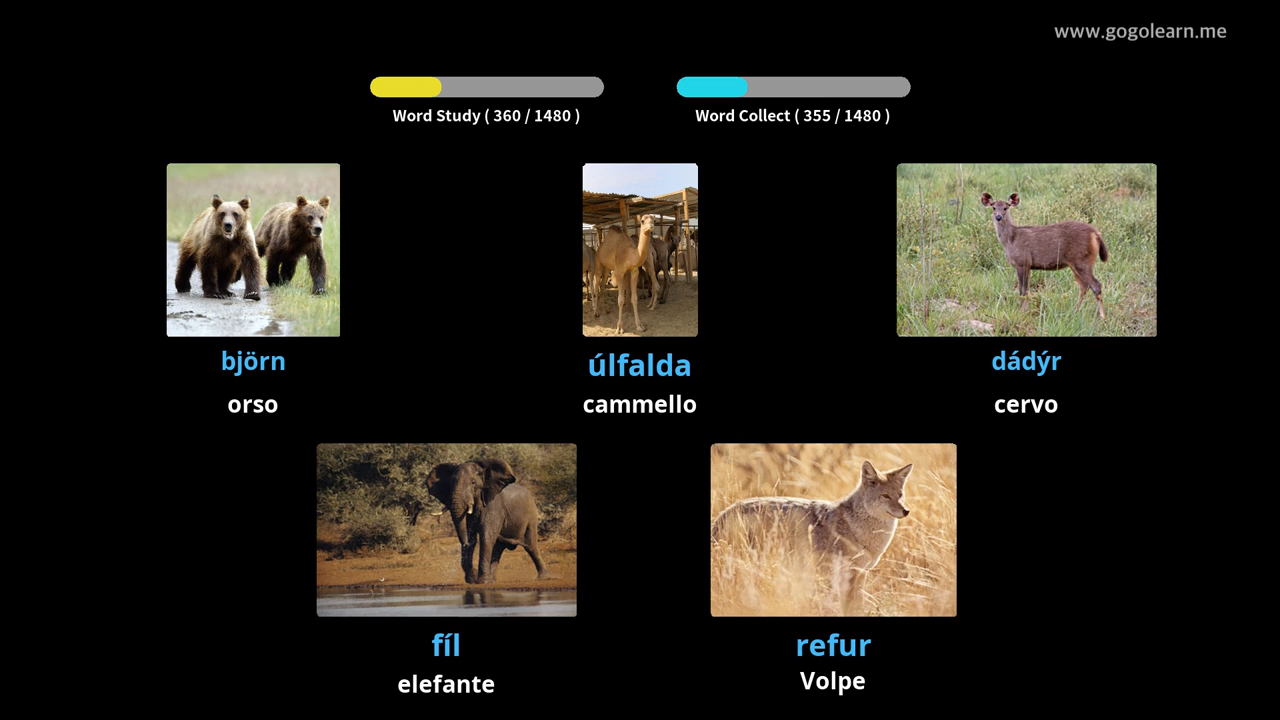 www.gogolearn.me
Word Study ( 360 / 1480 )
Word Collect ( 355 / 1480 )
björn
úlfalda
dádýr
orso
cammello
cervo
fíl
refur
elefante
Volpe